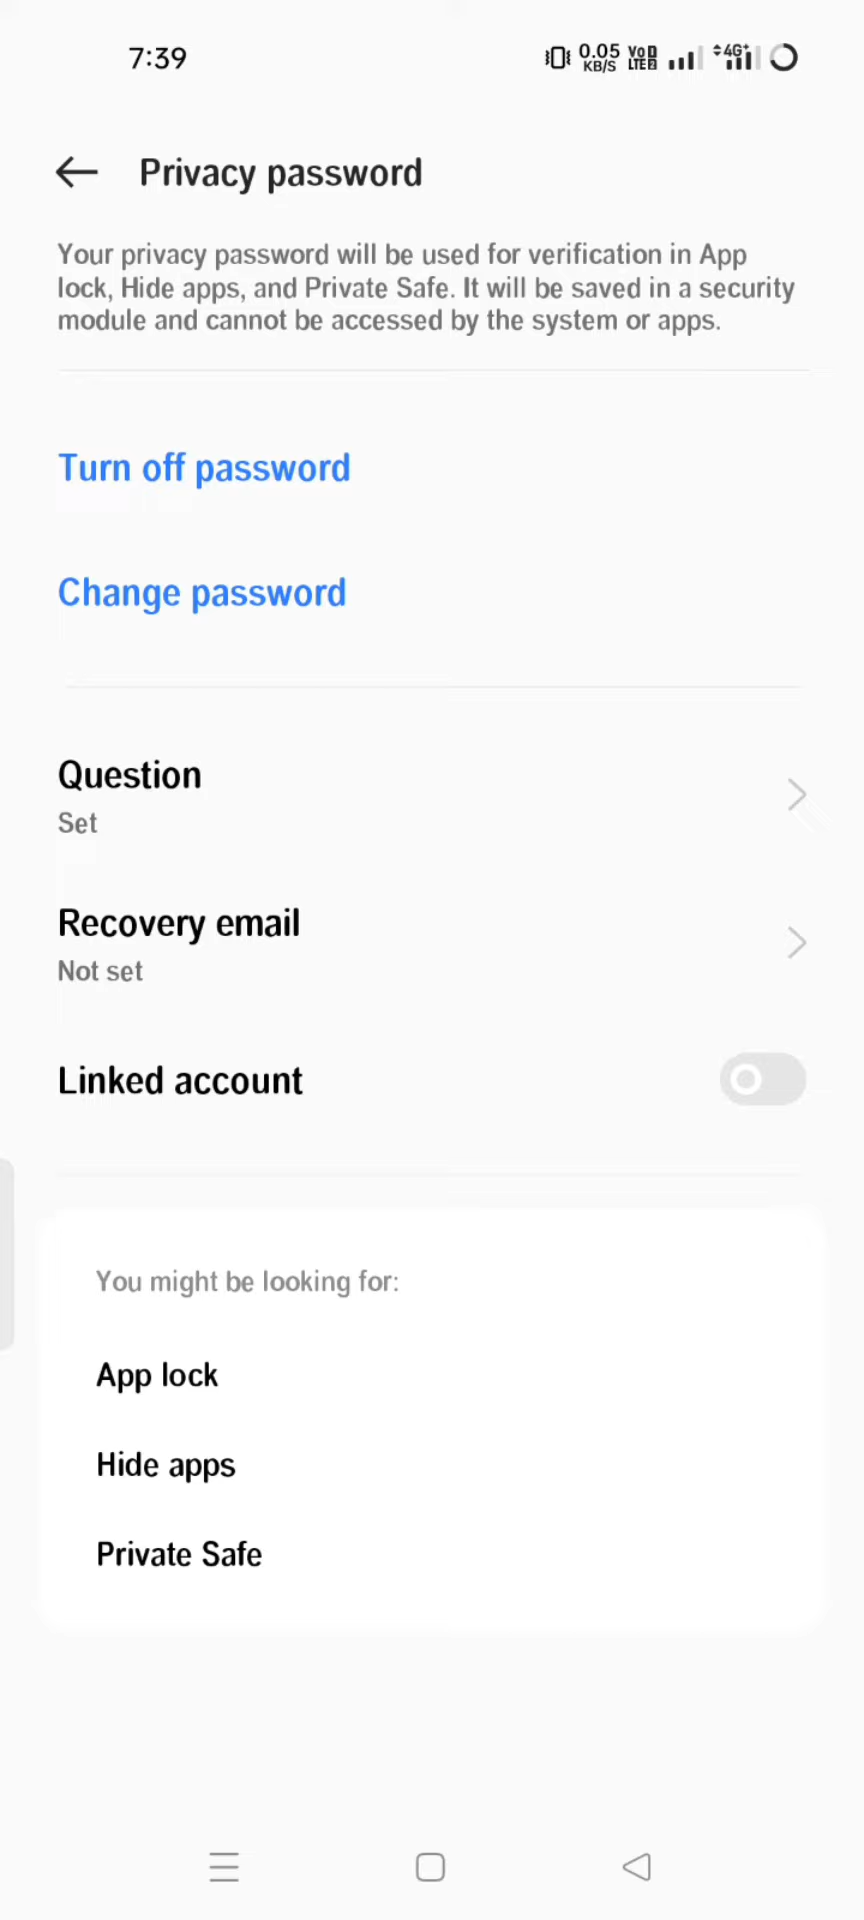 7:39
0.05
KB/S
VoD
LTE2
4G+
Privacy password
Your privacy password will be used for verification in App
lock, Hide apps, and Private Safe. It will be saved in a security
module and cannot be accessed by the system or apps.
Turn off password
Change password
Question
Set
Recovery email
Not set
Linked account
You might be looking for:
App lock
Hide apps
Private Safe